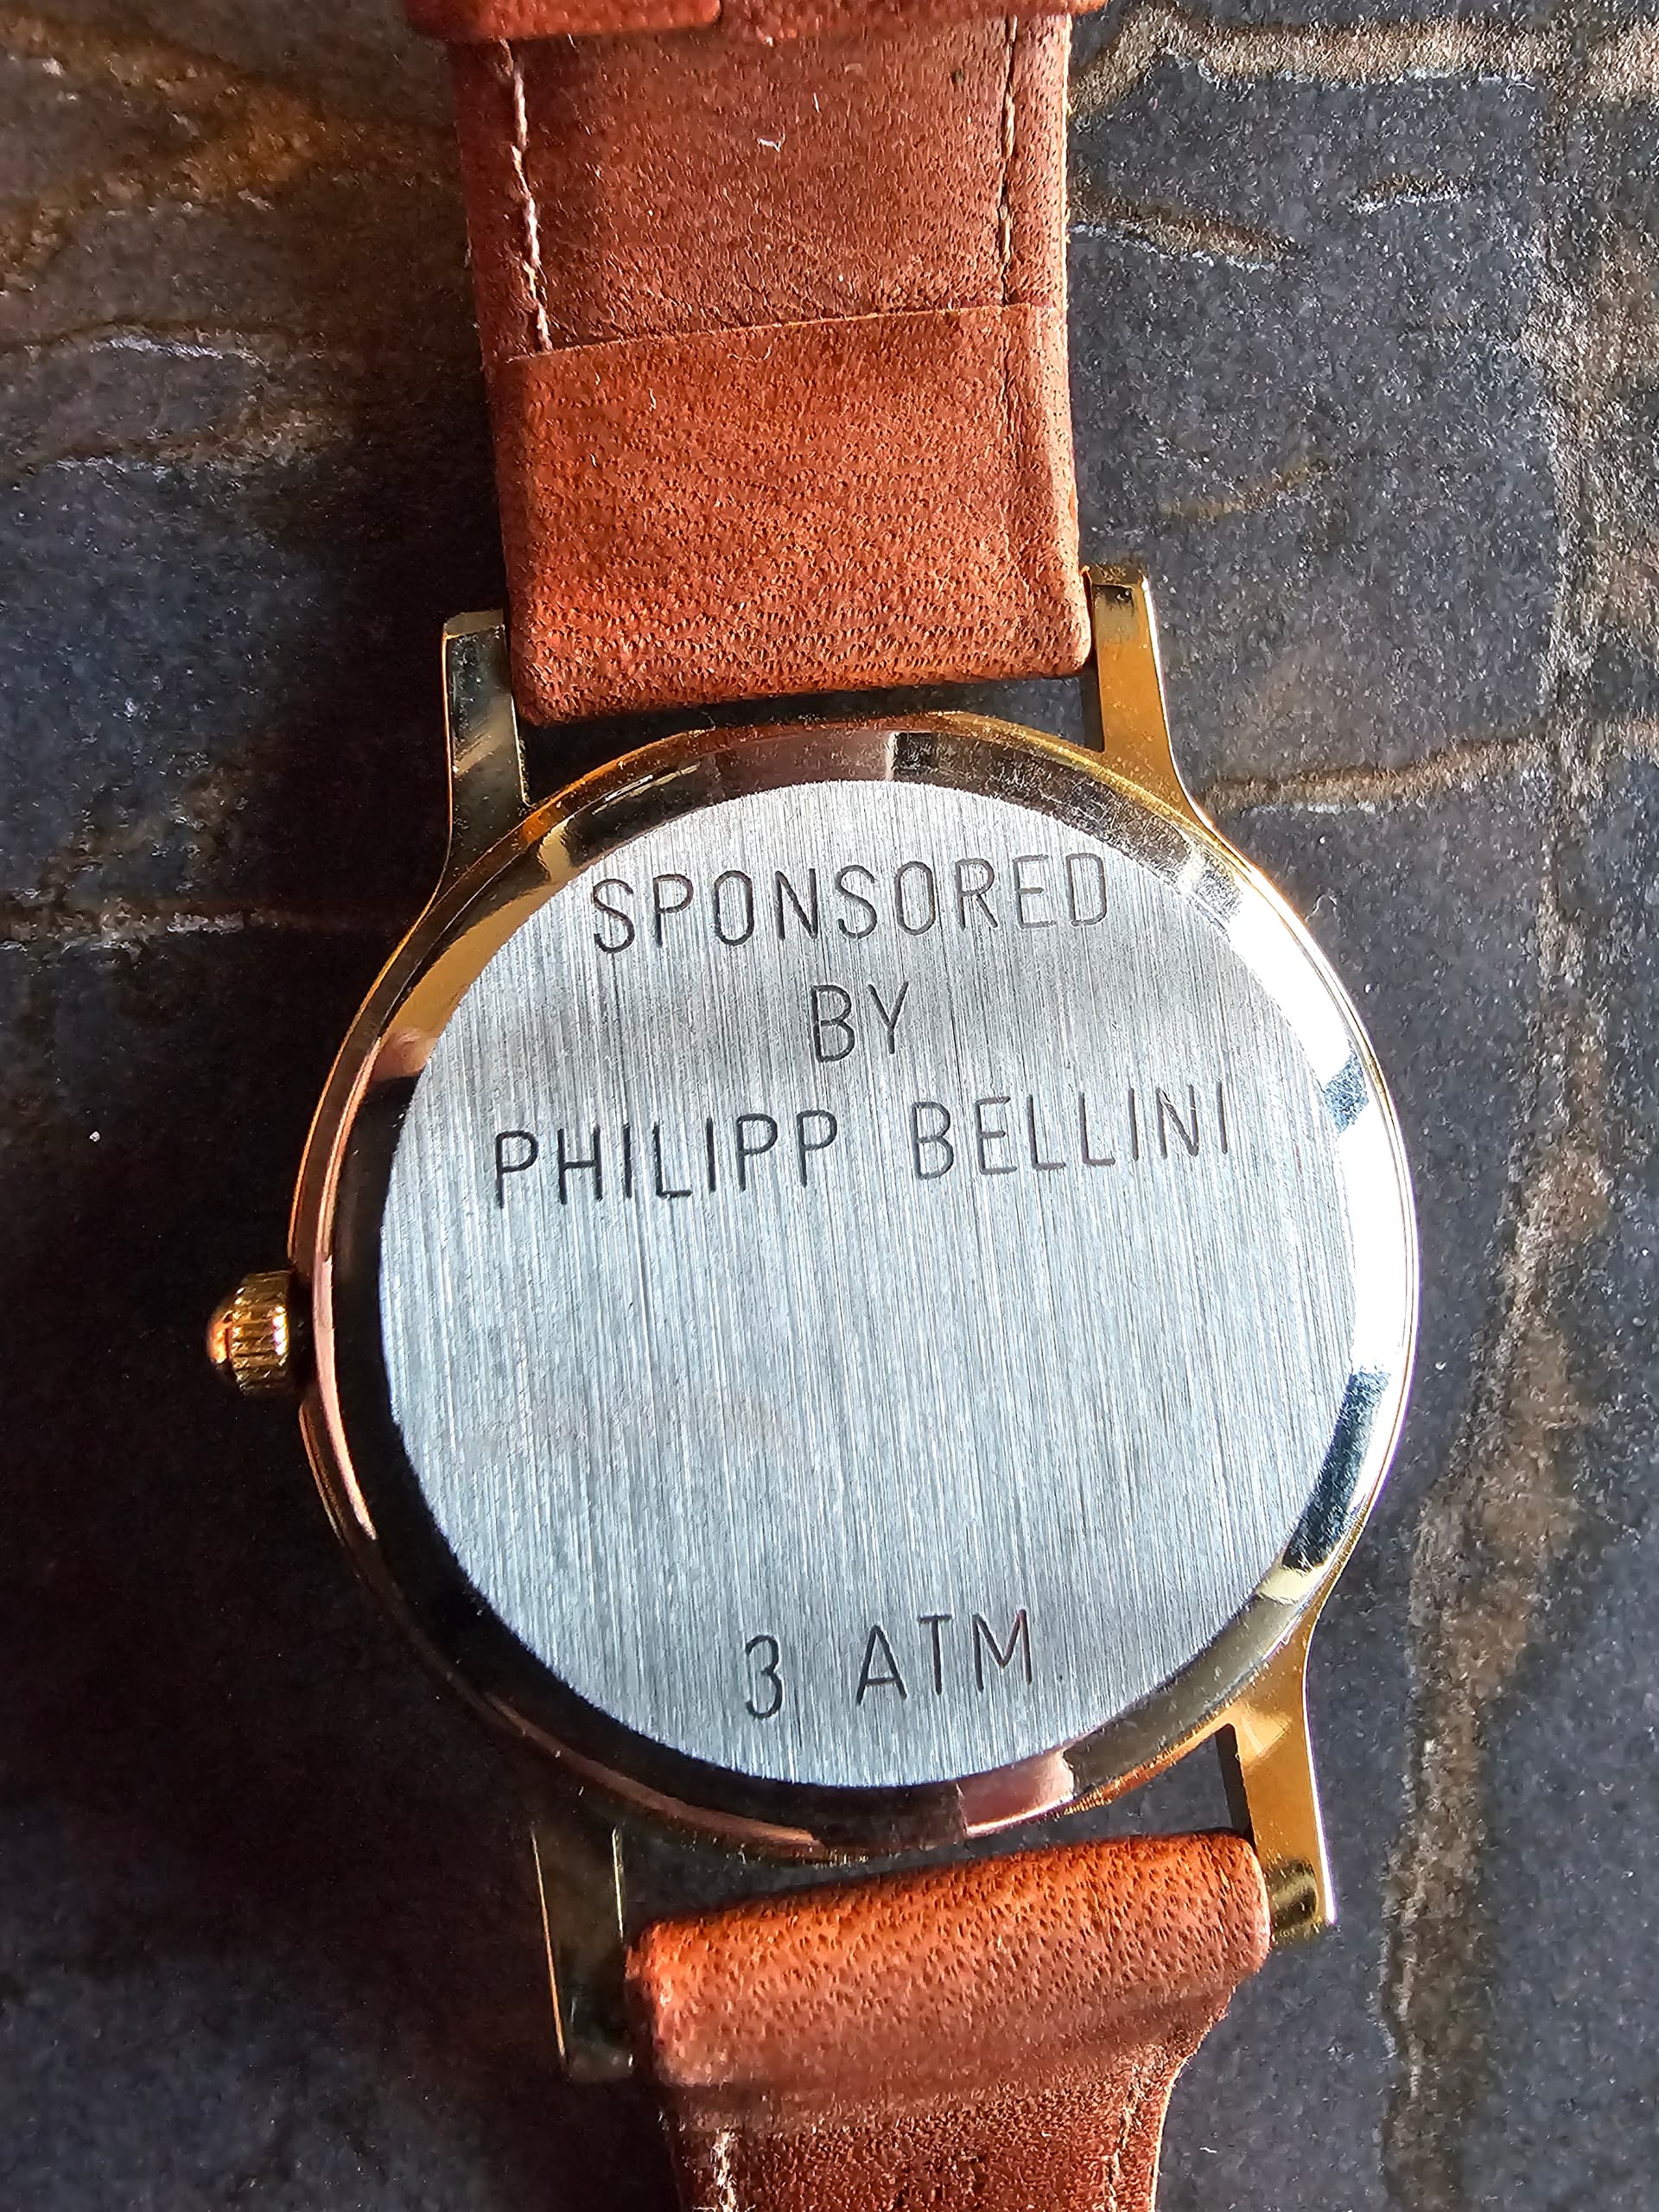 SPONSORED
BY
PHILIPP BELLINI
3 ATM